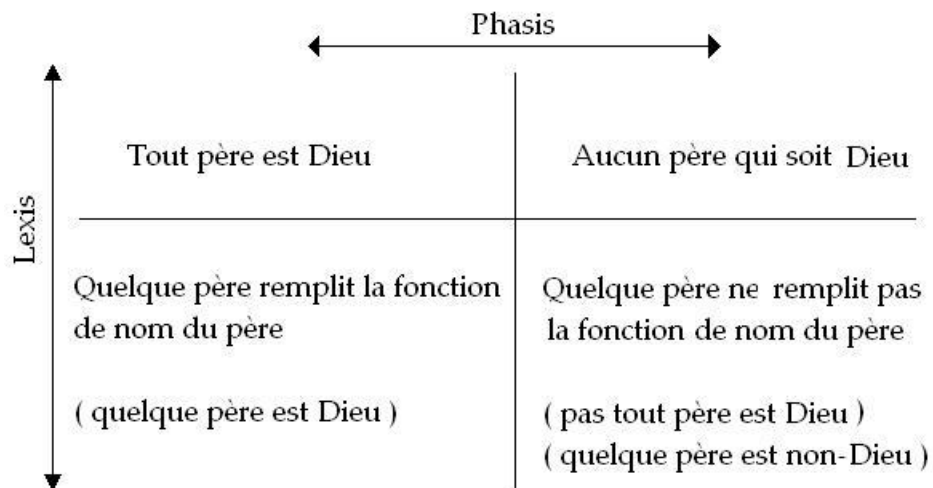 Phasis
Lexis
Tout père est Dieu
Aucun père qui soit Dieu
Quelque père remplit la fonction
de nom du père
( quelque père est Dieu )
Quelque père ne remplit pas
la fonction de nom du père
( pas tout père est Dieu )
( quelque père est non-Dieu )